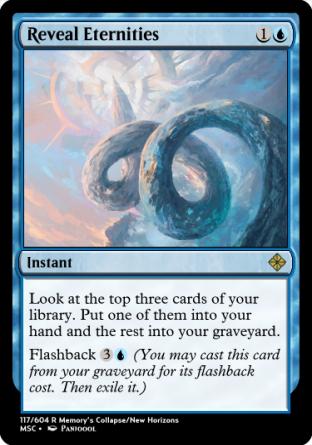 Reveal Eternities 1
Instant
Look at the top three cards of your
library. Put one of them into your
hand and the rest into your graveyard.
Flashback 3 (You may cast this card
from your graveyard for its flashback
cost. Then exile it.)
117/604 R Memory's Collapse/New Horizons
MSC • Pantoool